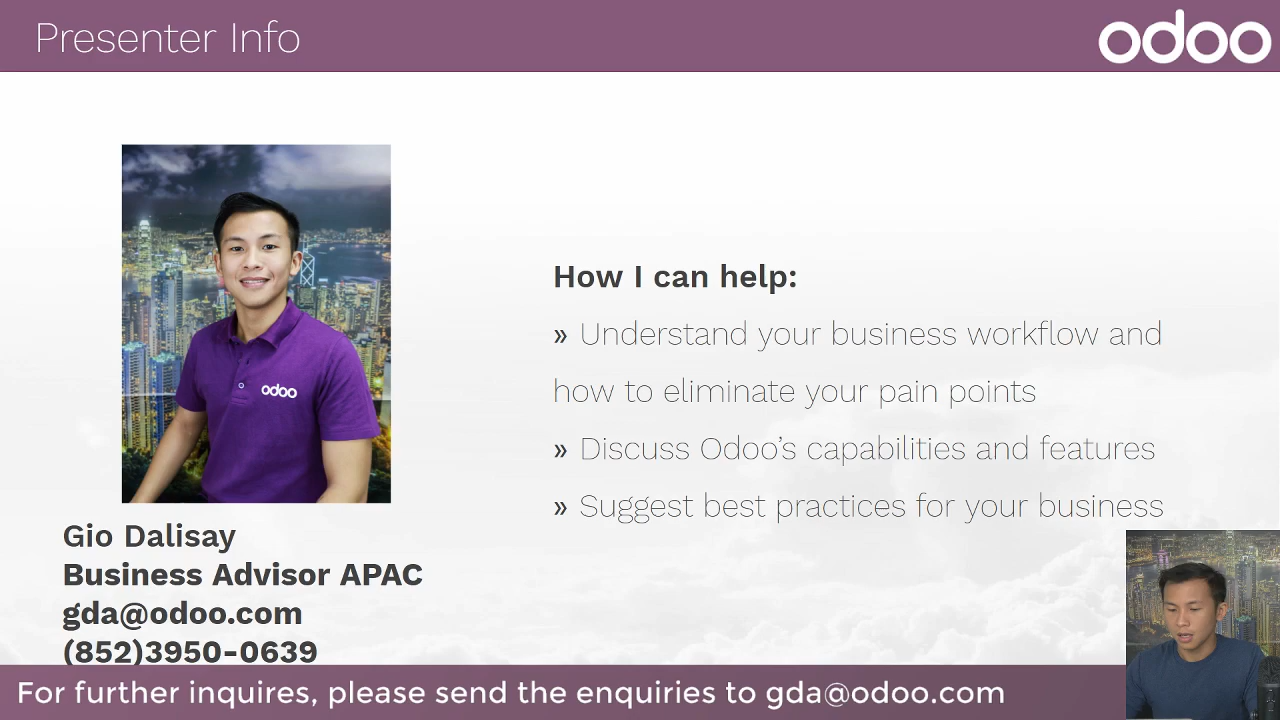 Presenter Info
odoo
odoo
How I can help:
» Understand your business workflow and
how to eliminate your pain points
» Discuss Odoo’s capabilities and features
» Suggest best practices for your business
Gio Dalisay
Business Advisor APAC
gda@odoo.com
(852)3950-0639
For further inquires, please send the enquiries to gda@odoo.com